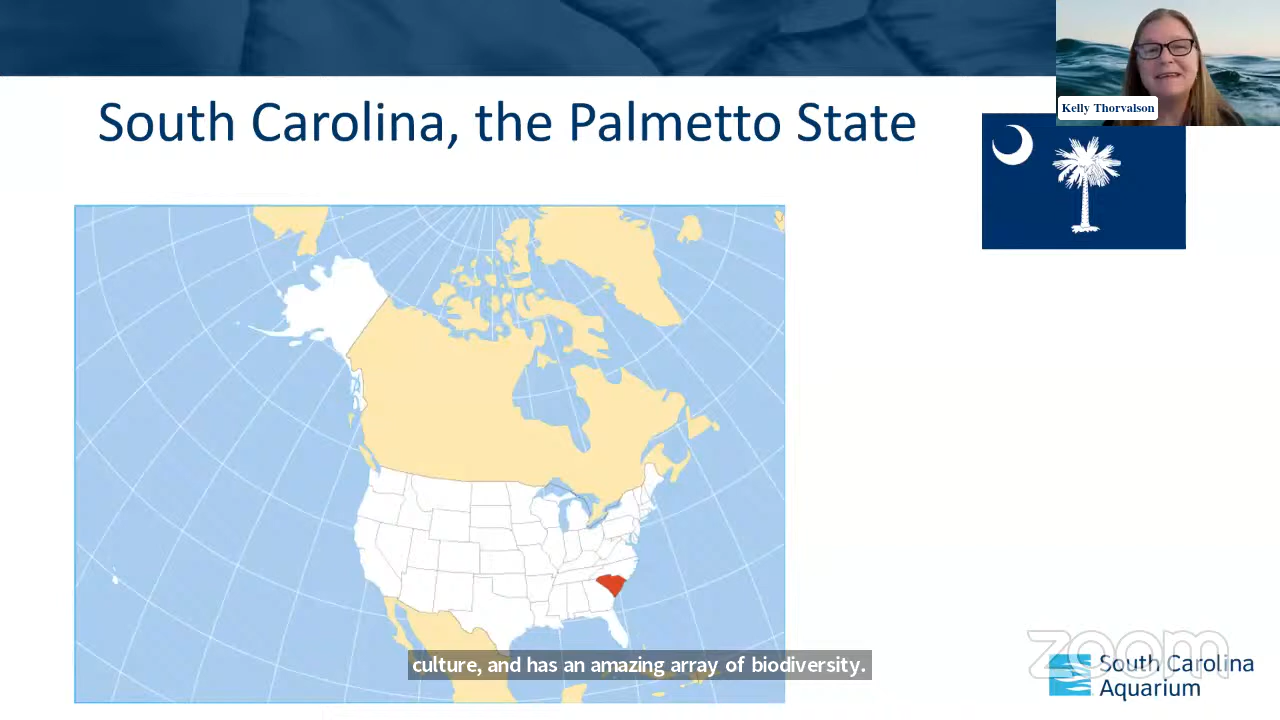 South Carolina, the Palmetto State
Kelly Thorvalson
culture, and has an amazing array of biodiversity.
zoom
South Carolina
Aquarium